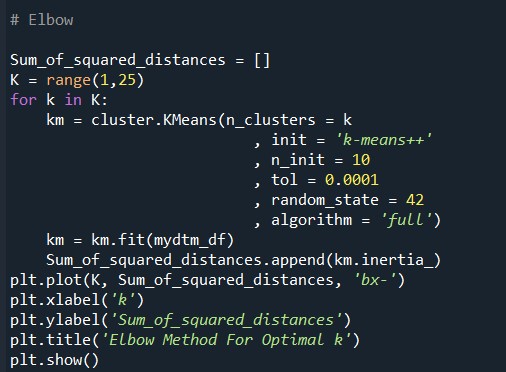 # Elbow
Sum_of_squared_distances = []
K = range(1,25)
for k in K:
    km = cluster.KMeans(n_clusters = k
                        , init = 'k-means++'
                        , n_init = 10
                        , tol = 0.0001
                        , random_state = 42
                        , algorithm = 'full')
    km = km.fit(mydtm_df)
    Sum_of_squared_distances.append(km.inertia_)
plt.plot(K, Sum_of_squared_distances, 'bx-')
plt.xlabel('k')
plt.ylabel('Sum_of_squared_distances')
plt.title('Elbow Method For Optimal k')
plt.show()